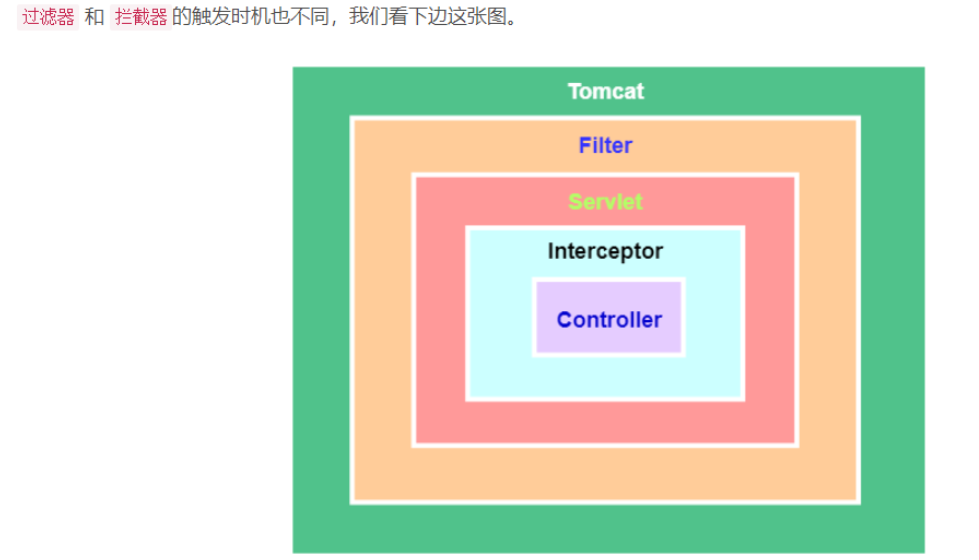 过滤器 和 拦截器的触发时机也不同，我们看下边这张图。
Tomcat
Filter
Servlet
Interceptor
Controller